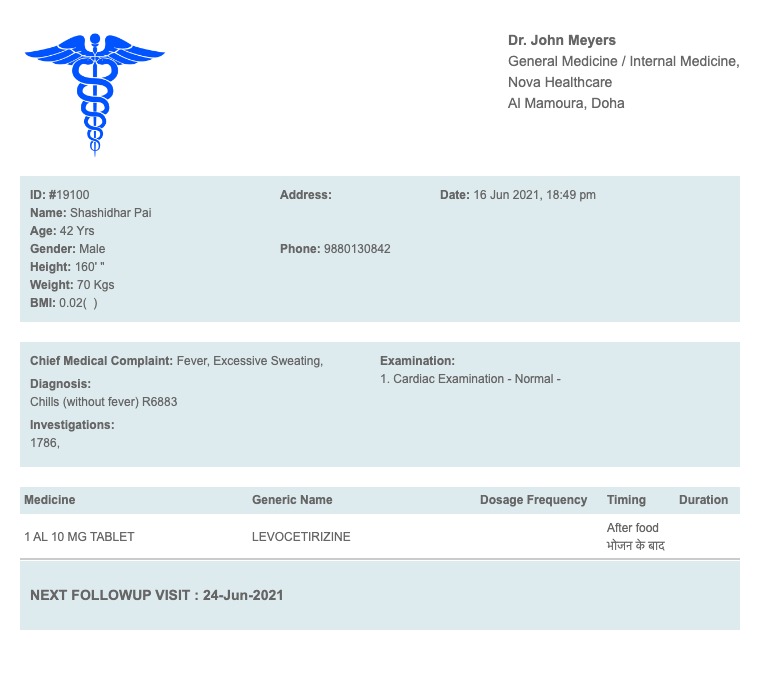 Dr. John Meyers
General Medicine / Internal Medicine,
Nova Healthcare
Al Mamoura, Doha
ID: #19100
Name: Shashidhar Pai
Age: 42 Yrs
Gender: Male
Height: 160' "
Weight: 70 Kgs
BMI: 0.02( )
Address:
Phone: 9880130842
Date: 16 Jun 2021, 18:49 pm
Chief Medical Complaint: Fever, Excessive Sweating,
Diagnosis:
Chills (without fever) R6883
Investigations:
1786,
Examination:
1. Cardiac Examination - Normal -
Medicine Generic Name Dosage Frequency Timing Duration
1 AL 10 MG TABLET LEVOCETIRIZINE After food
भोजन के बाद
NEXT FOLLOWUP VISIT : 24-Jun-2021